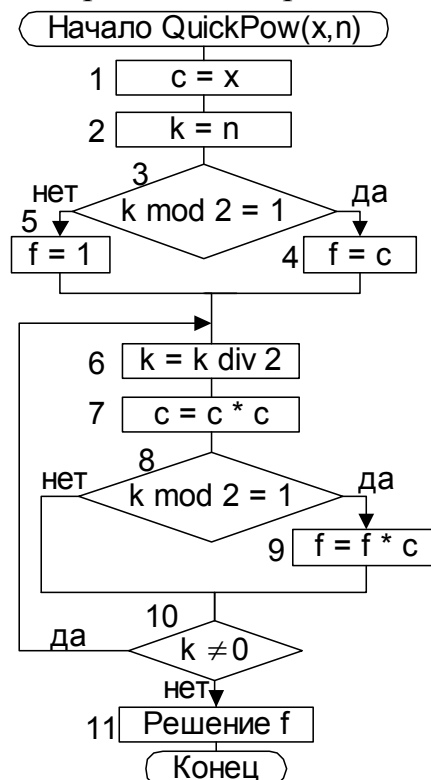 Начало QuickPow(x,n)
1 c = x
2 k = n
3
нет k mod 2 = 1 да
5 f = 1 4 f = c
6 k = k div 2
7 c = c * c
8
нет k mod 2 = 1 да
9 f = f * c
10
да k ≠ 0
нет
11 Решение f
Конец